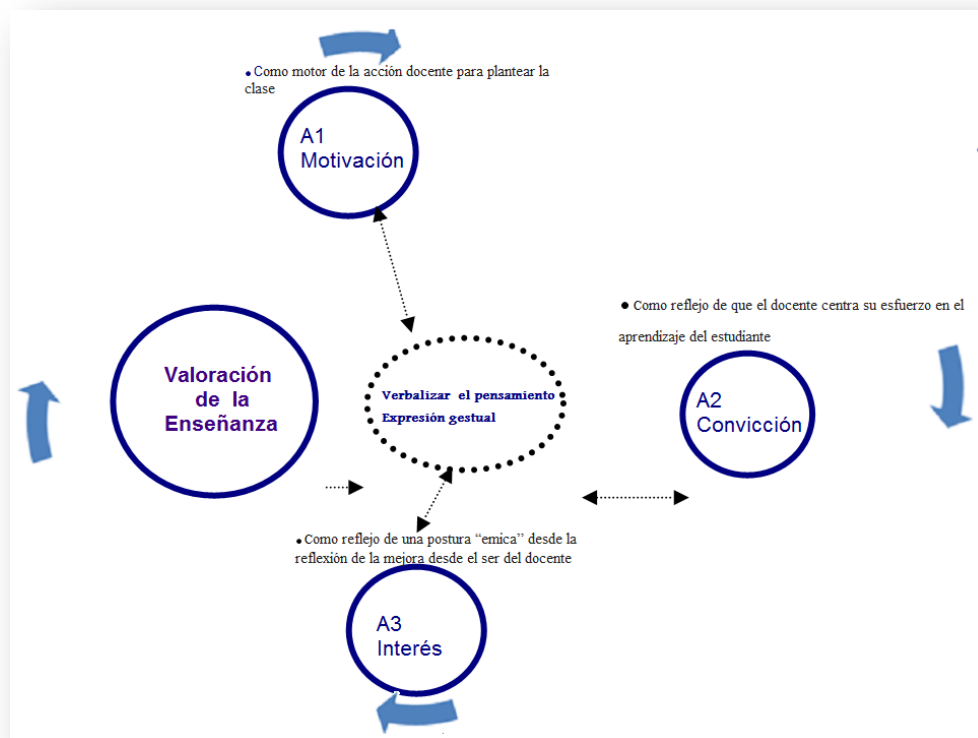 • Como motor de la acción docente para plantear la
clase
A1
Motivación
• Como reflejo de que el docente centra su esfuerzo en el
aprendizaje del estudiante
Valoración
de la
Enseñanza
Verbalizar el pensamiento
Expresión gestual
A2
Convicción
• Como reflejo de una postura “emica” desde la
reflexión de la mejora desde el ser del docente
A3
Interés